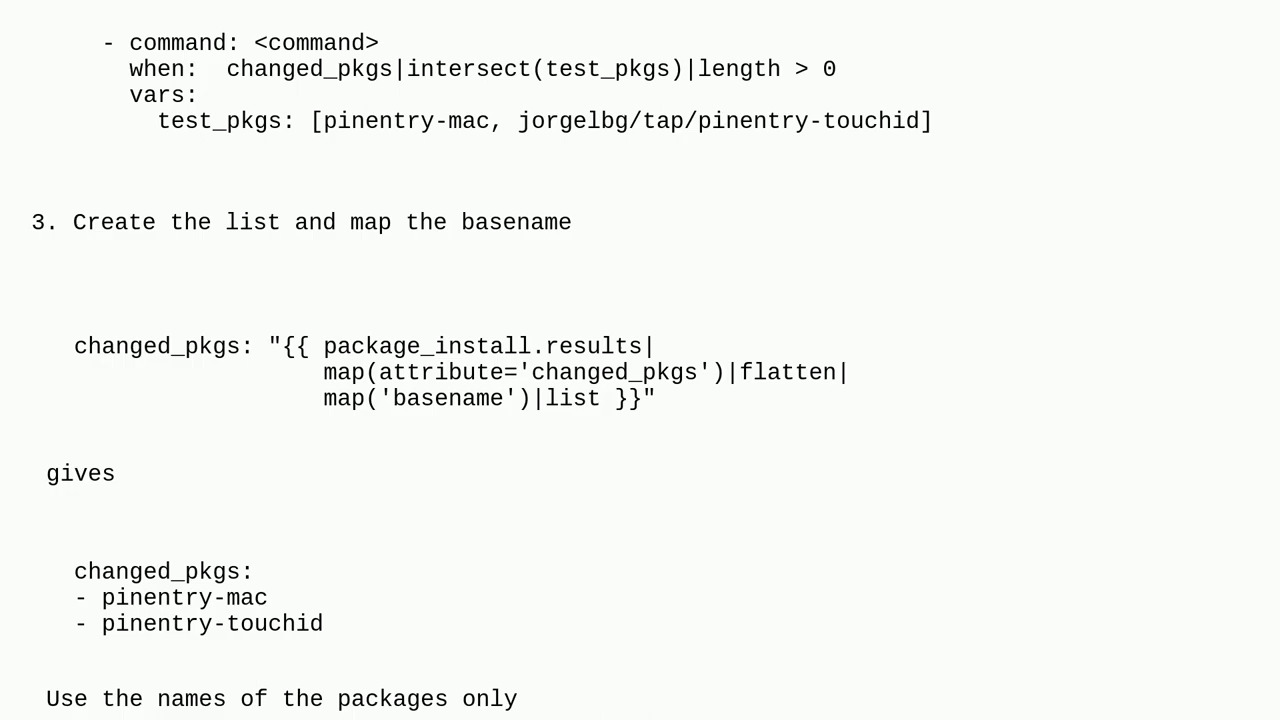 - command: <command>
when:  changed_pkgs|intersect(test_pkgs)|length > 0
vars:
test_pkgs: [pinentry-mac, jorgelbg/tap/pinentry-touchid]
3. Create the list and map the basename
changed_pkgs: "{{ package_install.results|
map(attribute='changed_pkgs')|flatten|
map('basename')|list }}"
gives
changed_pkgs:
- pinentry-mac
- pinentry-touchid
Use the names of the packages only